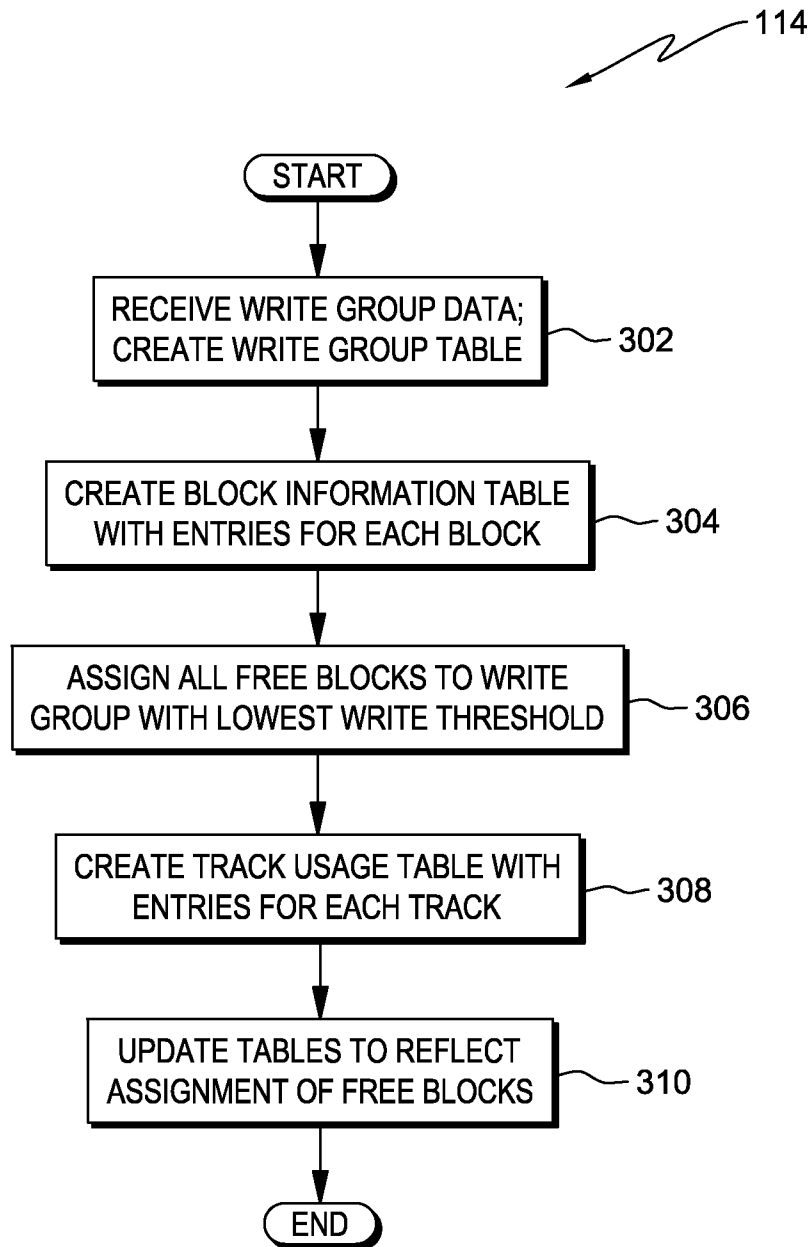 114
START
RECEIVE WRITE GROUP DATA;
CREATE WRITE GROUP TABLE
302
CREATE BLOCK INFORMATION TABLE
WITH ENTRIES FOR EACH BLOCK
304
ASSIGN ALL FREE BLOCKS TO WRITE
GROUP WITH LOWEST WRITE THRESHOLD
306
CREATE TRACK USAGE TABLE WITH
ENTRIES FOR EACH TRACK
308
UPDATE TABLES TO REFLECT
ASSIGNMENT OF FREE BLOCKS
310
END